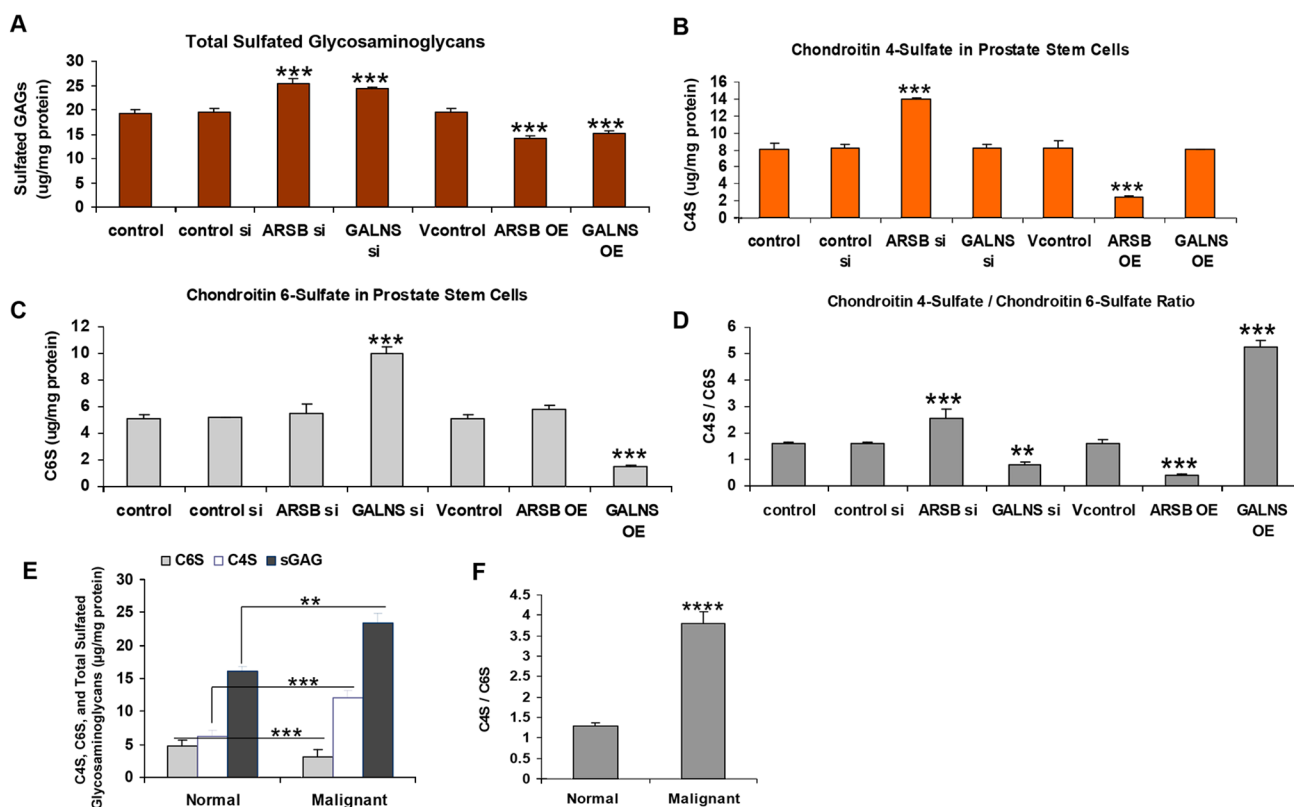 A
Total Sulfated Glycosaminoglycans
Sulfated GAGs
(ug/mg protein)
30
25
20
15
10
5
0
*** *** *** ***
control control si ARSB si GALNS si Vcontrol ARSB OE GALNS OE
B
Chondroitin 4-Sulfate in Prostate Stem Cells
C4S (ug/mg protein)
16
14
12
10
8
6
4
2
0
*** ***
control control si ARSB si GALNS si Vcontrol ARSB OE GALNS OE
C
Chondroitin 6-Sulfate in Prostate Stem Cells
C6S (ug/mg protein)
12
10
8
6
4
2
0
*** ***
control control si ARSB si GALNS si Vcontrol ARSB OE GALNS OE
D
Chondroitin 4-Sulfate / Chondroitin 6-Sulfate Ratio
C4S / C6S
6
5
4
3
2
1
0
*** ** *** ***
control control si ARSB si GALNS si Vcontrol ARSB OE GALNS OE
E
C6S C4S sGAG
C4S, C6S, and Total Sulfated
Glycosaminoglycans (µg/mg protein)
30
25
20
15
10
5
0
**
***
***
Normal Malignant
F
C4S / C6S
4.5
4
3.5
3
2.5
2
1.5
1
0.5
0
****
Normal Malignant